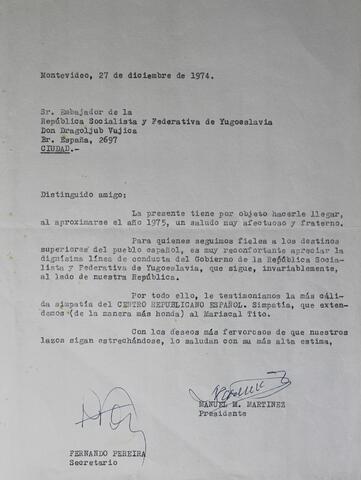 Montevideo, 27 de diciembre de 1974.
Sr. Embajador de la
República Socialista y Federativa de Yugoeslavia
Don Dragoljub Vujica
Br. España, 2697
CIUDAD.-
Distinguido amigo:
La presente tiene por objeto hacerle llegar,
al aproximarse el año 1975, un saludo muy afectuoso y fraterno.
Para quienes seguimos fieles a los destinos
superiores del pueblo español, es muy reconfortante apreciar la
dignísima línea de conducta del Gobierno de la República Socia-
lista y Federativa de Yugoeslavia, que sigue, invariablemente,
al lado de nuestra República.
Por todo ello, le testimoniamos la más cáli-
da simpatía del CENTRO REPUBLICANO ESPAÑOL. Simpatía, que exten-
demos (de la manera más honda) al Mariscal Tito.
Con los deseos más fervorosos de que nuestros
lazos sigan estrechándose, lo saludan con su más alta estima,
MANUEL M. MARTINEZ
Presidente
FERNANDO PEREIRA
Secretario